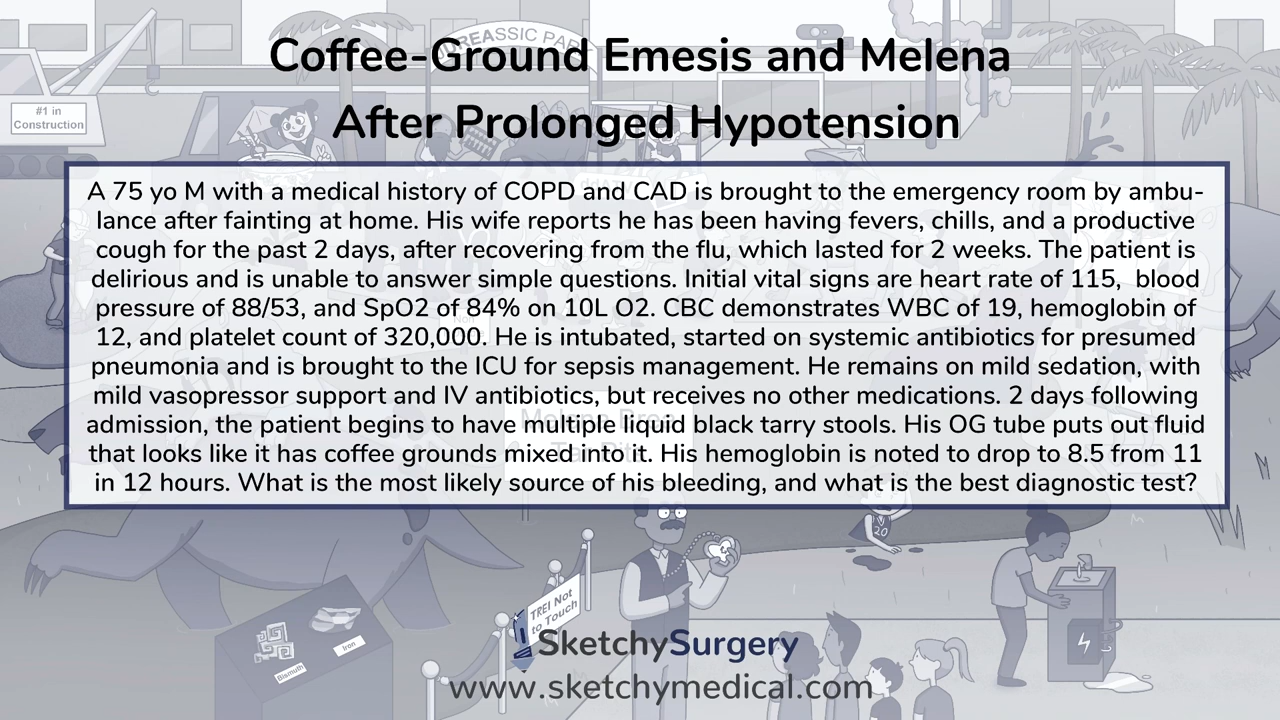 Coffee-Ground Emesis and Melena
After Prolonged Hypotension
#1 in
Construction
A 75 yo M with a medical history of COPD and CAD is brought to the emergency room by ambu-
lance after fainting at home. His wife reports he has been having fevers, chills, and a productive
cough for the past 2 days, after recovering from the flu, which lasted for 2 weeks. The patient is
delirious and is unable to answer simple questions. Initial vital signs are heart rate of 115, blood
pressure of 88/53, and SpO2 of 84% on 10L O2. CBC demonstrates WBC of 19, hemoglobin of
12, and platelet count of 320,000. He is intubated, started on systemic antibiotics for presumed
pneumonia and is brought to the ICU for sepsis management. He remains on mild sedation, with
mild vasopressor support and IV antibiotics, but receives no other medications. 2 days following
admission, the patient begins to have multiple liquid black tarry stools. His OG tube puts out fluid
that looks like it has coffee grounds mixed into it. His hemoglobin is noted to drop to 8.5 from 11
in 12 hours. What is the most likely source of his bleeding, and what is the best diagnostic test?
2.0
TREI Not
to Touch
Iron
Bismuth
SketchySurgery
www.sketchymedical.com